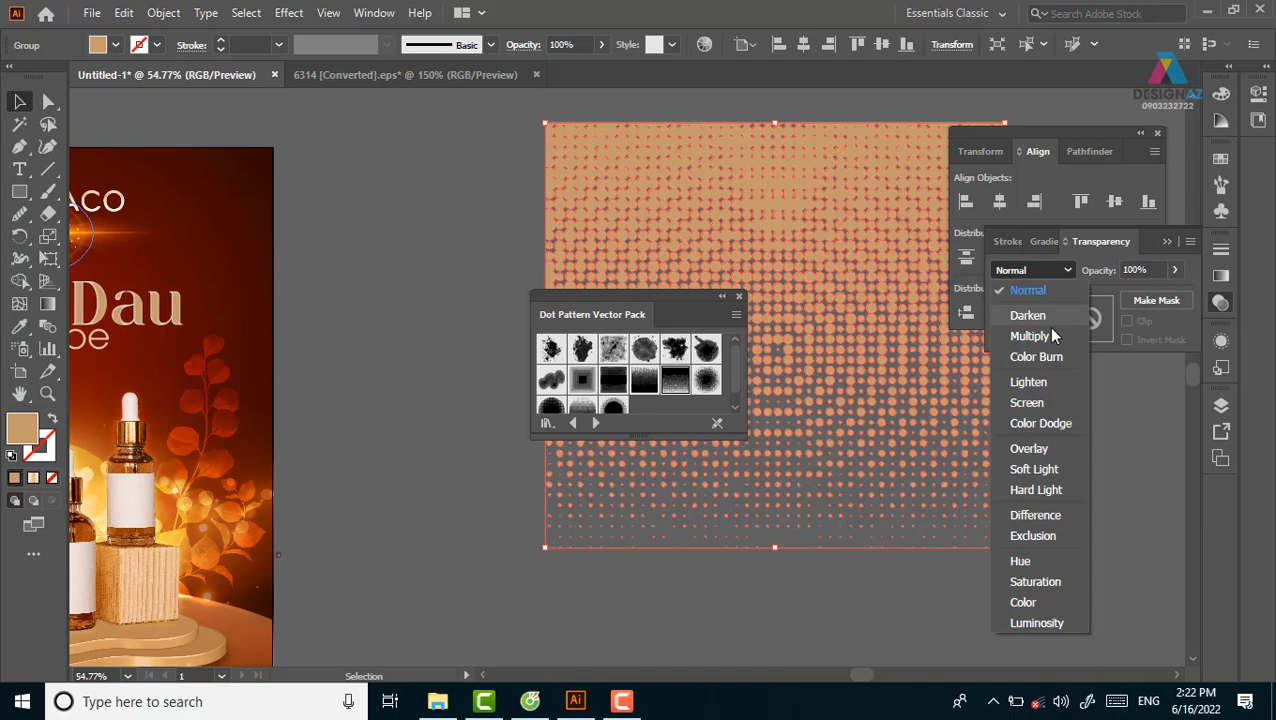 Ai File Edit Object Type Select Effect View Window Help Essentials Classic Search Adobe Stock
Group Stroke: Basic Opacity: 100% Style: Transform
Untitled-1* @ 54.77% (RGB/Preview) × 6314 [Converted].eps* @ 150% (RGB/Preview) ×
DESIGNAZ
0903232722
Transform Align Pathfinder
Align Objects:
Distribu
Stroke Gradie Transparency
Normal Opacity: 100%
Distribu
Normal
Make Mask
Darken
Clip
Multiply
Invert Mask
Color Burn
Lighten
Screen
Color Dodge
Overlay
Soft Light
Hard Light
Difference
Exclusion
Hue
Saturation
Color
Luminosity
Dot Pattern Vector Pack
ACO
Dau
be
54.77% 1 Selection
Type here to search
Ai
ENG
2:22 PM
6/16/2022